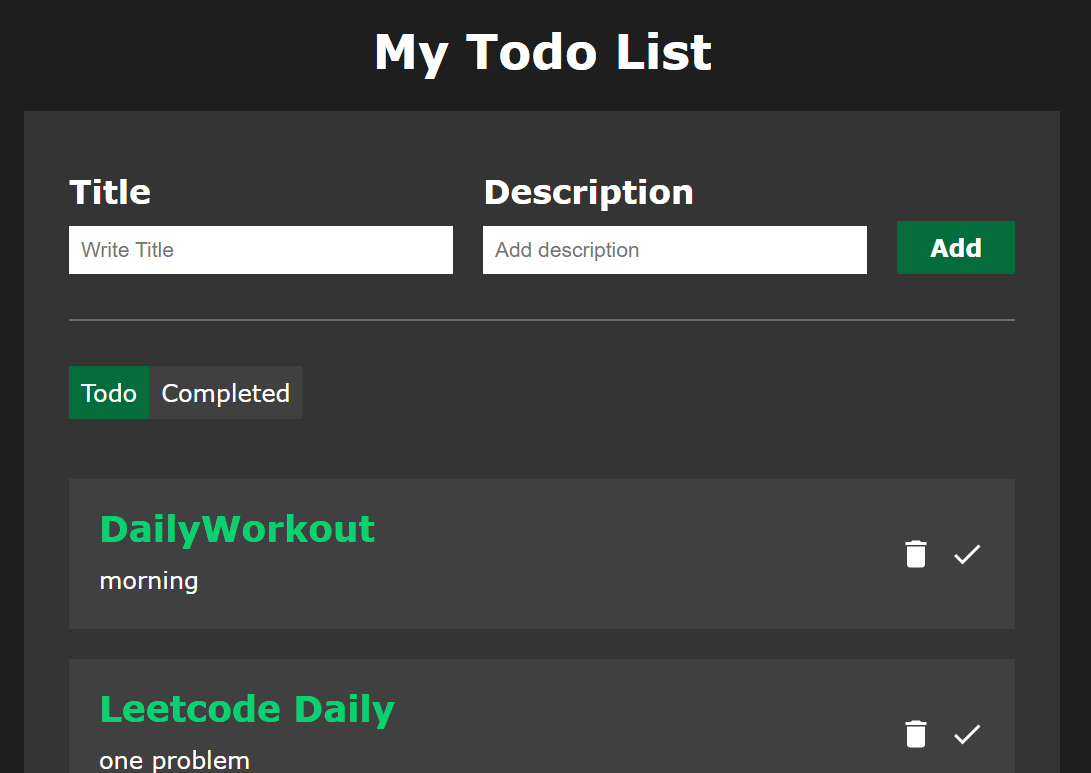 My Todo List
Title
Description
Write Title
Add description
Add
Todo
Completed
DailyWorkout
morning
Leetcode Daily
one problem